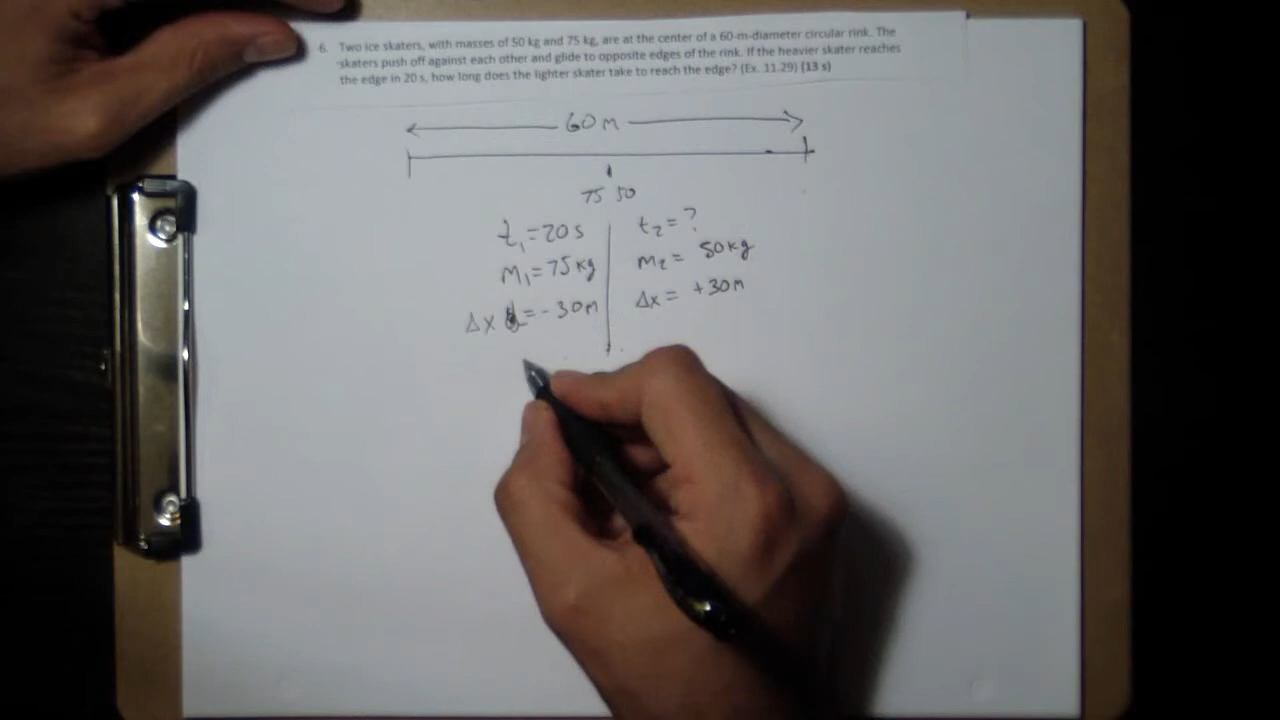 6. Two ice skaters, with masses of 50 kg and 75 kg, are at the center of a 60-m-diameter circular rink. The
skaters push off against each other and glide to opposite edges of the rink. If the heavier skater reaches
the edge in 20 s, how long does the lighter skater take to reach the edge? (Ex. 11.29) (13 s)
60 m
75 50
t₁ = 20 s
t₂ = ?
m₁ = 75 kg
m₂ = 50 kg
Δx = -30 m
Δx = +30 m